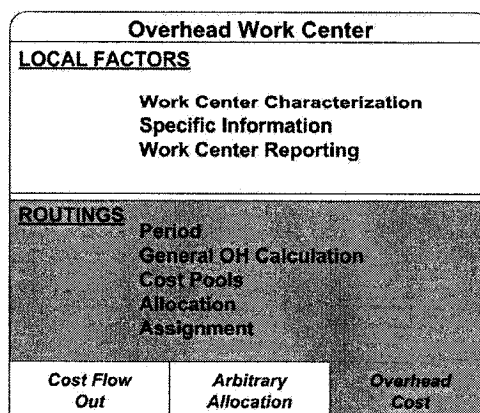 Overhead Work Center
LOCAL FACTORS
Work Center Characterization
Specific Information
Work Center Reporting
ROUTINGS
Period
General OH Calculation
Cost Pools
Allocation
Assignment
Cost Flow Out
Arbitrary Allocation
Overhead Cost